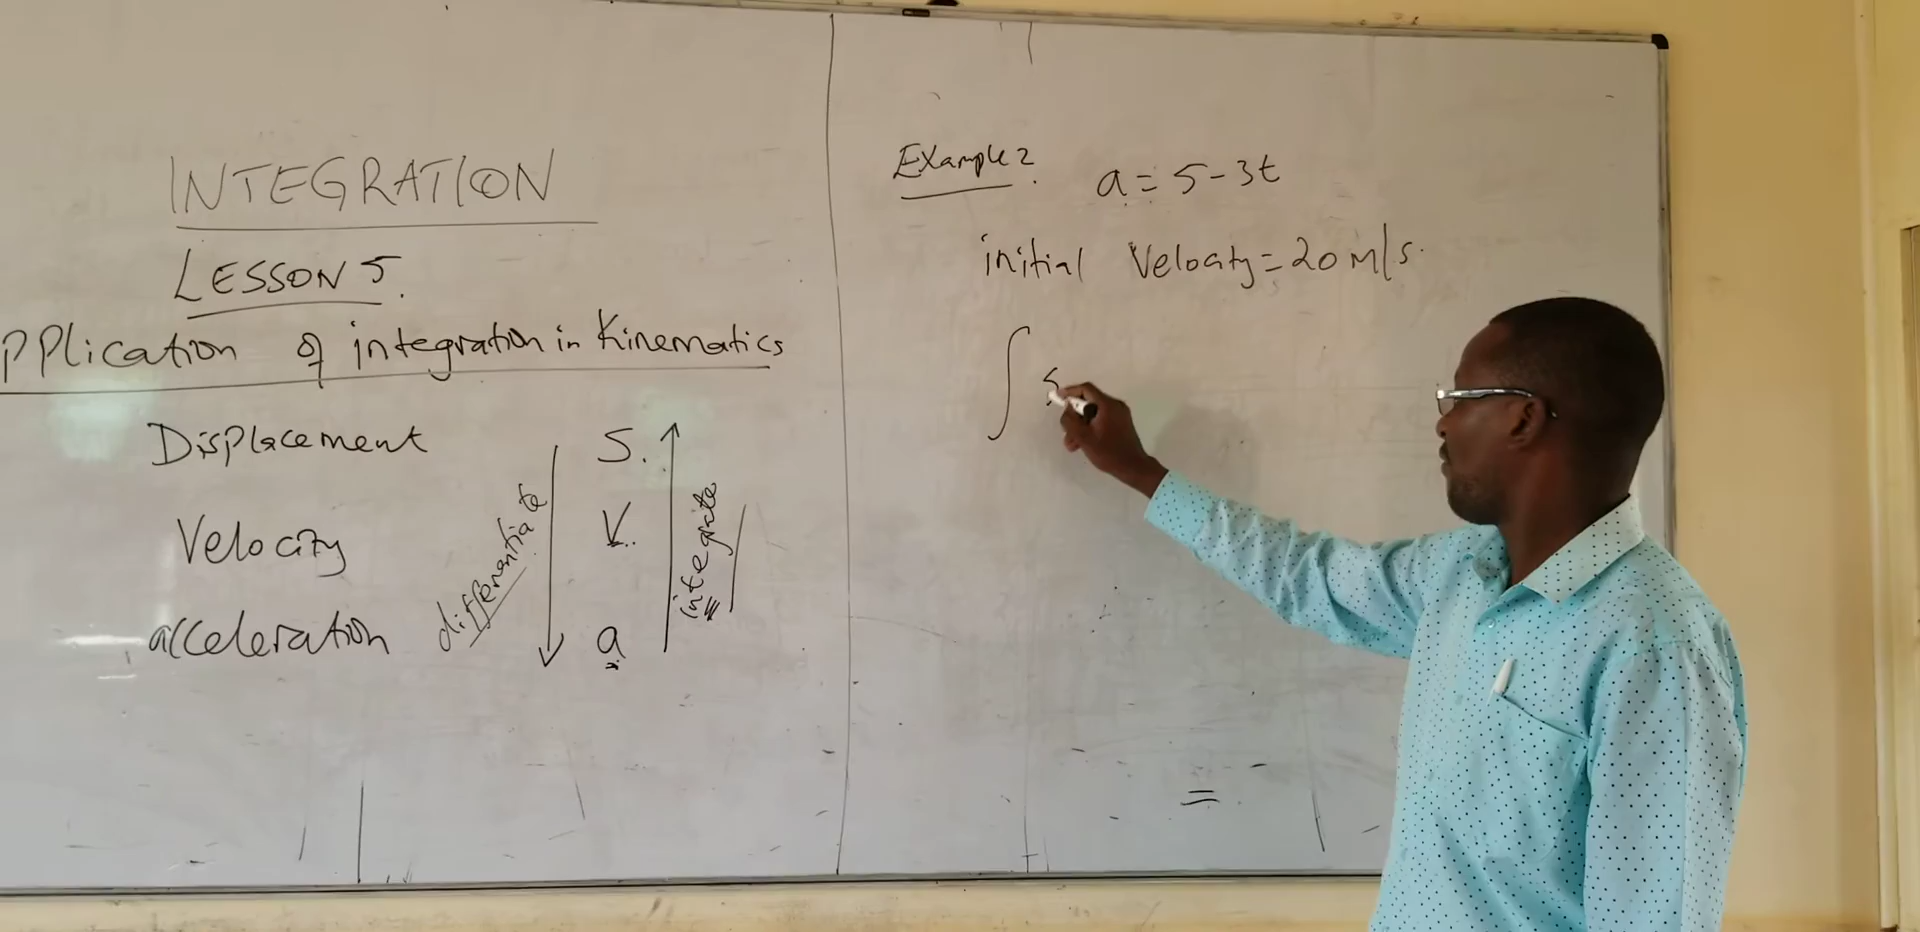 INTEGRATION
LESSON 5.
pplication of integration in Kinematics
Displacement S.
Velocity V..
acceleration a
differentiate
integrate
Example 2. a = 5 - 3t
initial Velocity = 20 m/s.
∫ 5
=